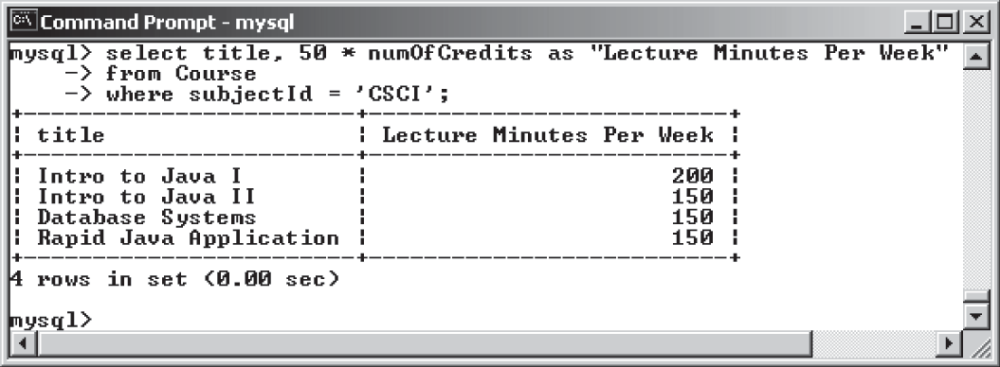 Command Prompt - mysql
mysql> select title, 50 * numOfCredits as "Lecture Minutes Per Week"
    -> from Course
    -> where subjectId = 'CSCI';
+-------------------------+--------------------------+
| title                   | Lecture Minutes Per Week |
+-------------------------+--------------------------+
| Intro to Java I         |                      200 |
| Intro to Java II        |                      150 |
| Database Systems        |                      150 |
| Rapid Java Application  |                      150 |
+-------------------------+--------------------------+
4 rows in set (0.00 sec)
mysql>